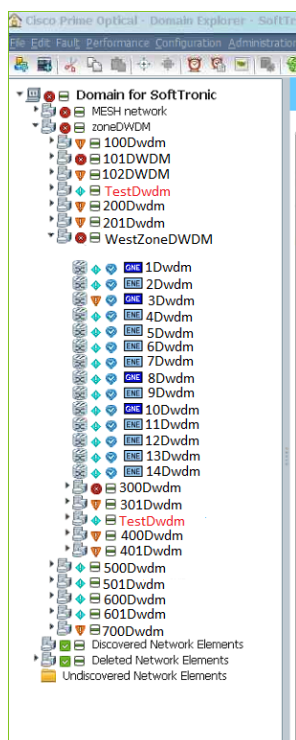 Cisco Prime Optical - Domain Explorer - SoftTr
File Edit Fault Performance Configuration Administration
Domain for SoftTronic
MESH network
zoneDWDM
100Dwdm
101DWDM
102DWDM
TestDwdm
200Dwdm
201Dwdm
WestZoneDWDM
GNE 1Dwdm
ENE 2Dwdm
GNE 3Dwdm
ENE 4Dwdm
ENE 5Dwdm
ENE 6Dwdm
ENE 7Dwdm
GNE 8Dwdm
ENE 9Dwdm
GNE 10Dwdm
ENE 11Dwdm
ENE 12Dwdm
ENE 13Dwdm
ENE 14Dwdm
300Dwdm
301Dwdm
TestDwdm
400Dwdm
401Dwdm
500Dwdm
501Dwdm
600Dwdm
601Dwdm
700Dwdm
Discovered Network Elements
Deleted Network Elements
Undiscovered Network Elements